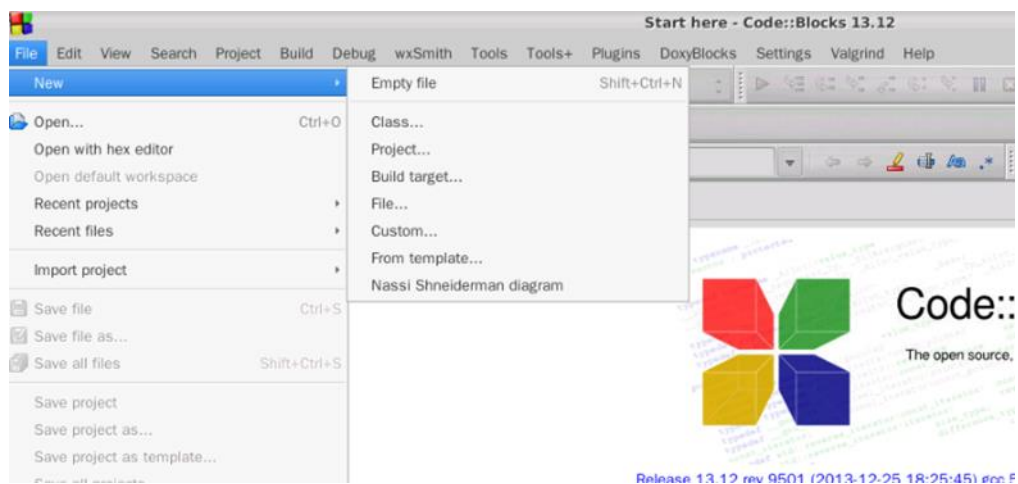 Start here - Code::Blocks 13.12
File Edit View Search Project Build Debug wxSmith Tools Tools+ Plugins DoxyBlocks Settings Valgrind Help
New
Open... Ctrl+O
Open with hex editor
Open default workspace
Recent projects
Recent files
Import project
Save file Ctrl+S
Save file as...
Save all files Shift+Ctrl+S
Save project
Save project as...
Save project as template...
Save all projects
Empty file Shift+Ctrl+N
Class...
Project...
Build target...
File...
Custom...
From template...
Nassi Shneiderman diagram
Code::
The open source,
Release 13.12 rev 9501 (2013-12-25 18:25:45) gcc